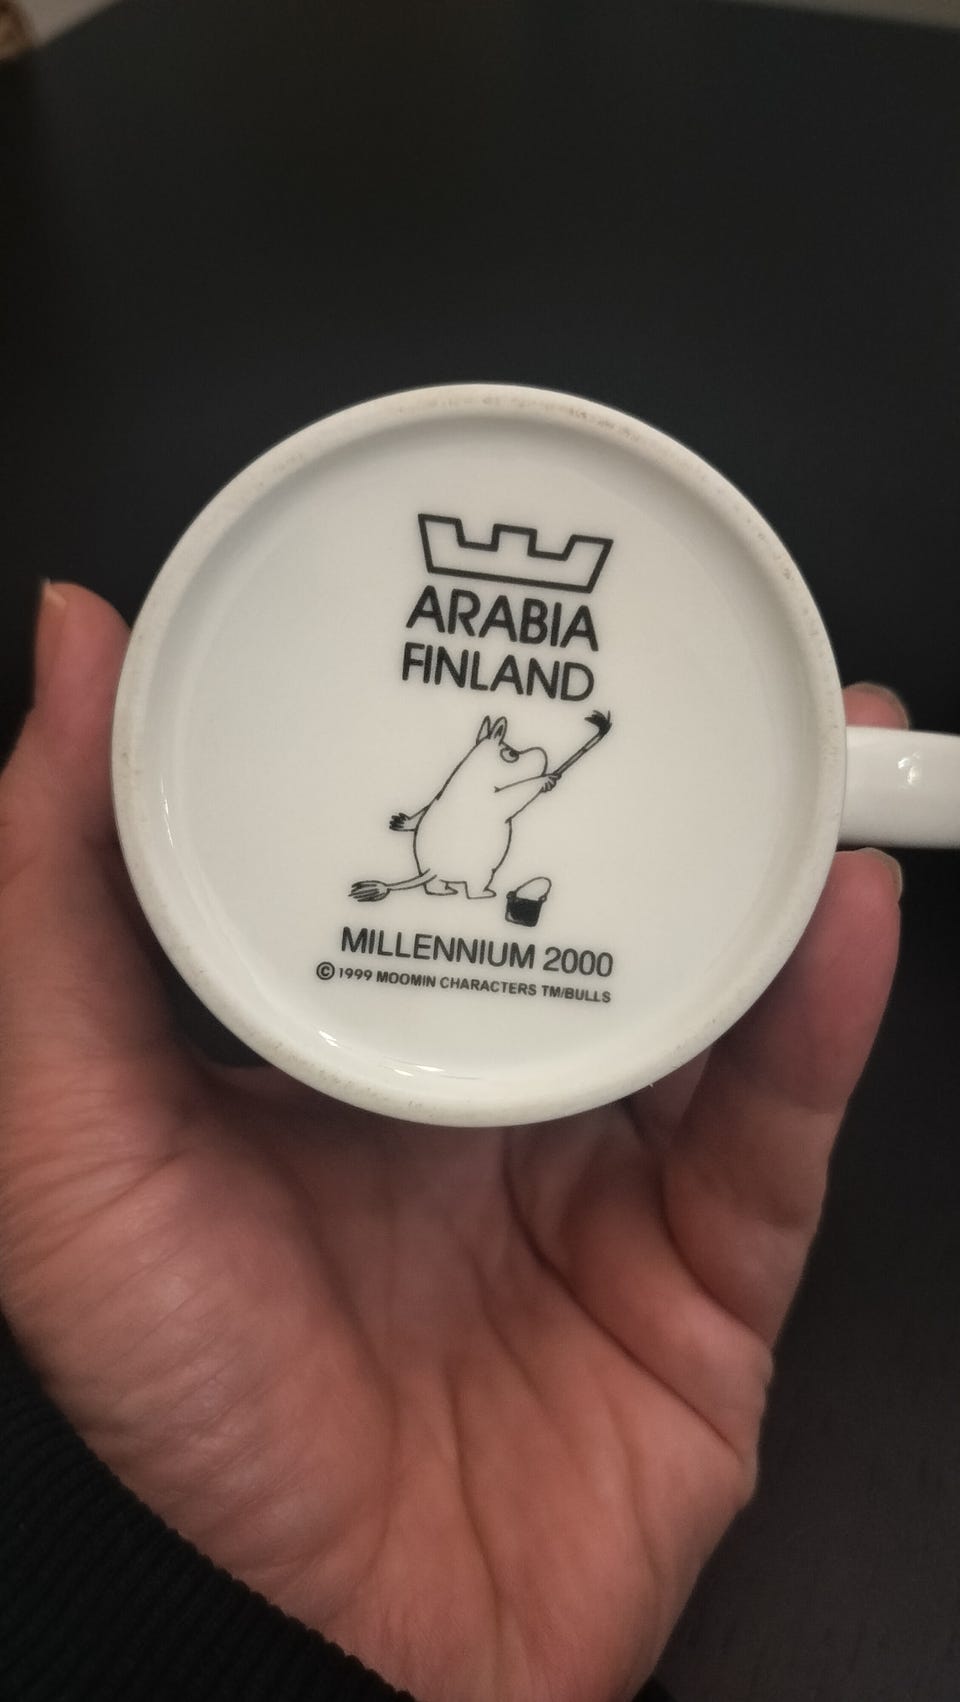 ARABIA
FINLAND
MILLENNIUM 2000
© 1999 MOOMIN CHARACTERS TM/BULLS